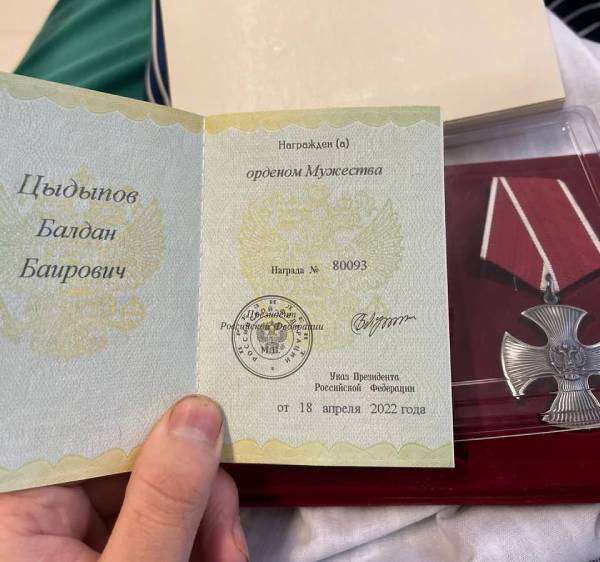 Цыдыпов
Балдан
Баирович
Награжден (а)
орденом Мужества
Награда № 80093
Президент
Российской Федерации
М.П.
Указ Президента
Российской Федерации
от 18 апреля 2022 года